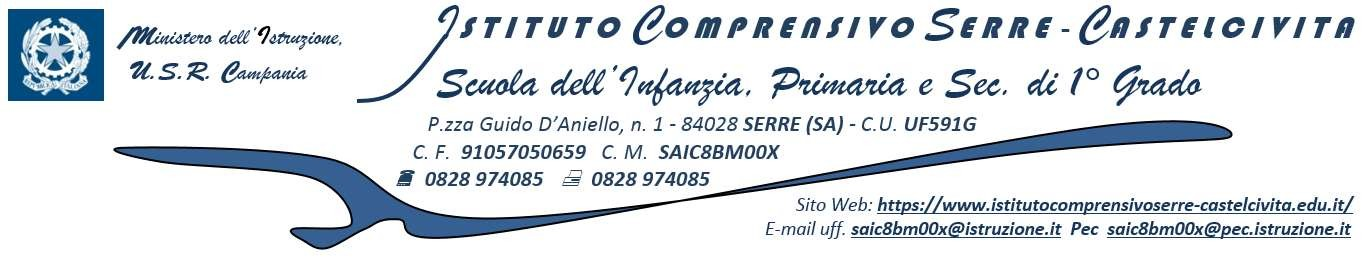 Ministero dell'Istruzione,
U.S.R. Campania
ISTITUTO COMPRENSIVO SERRE - CASTELCIVITA
Scuola dell'Infanzia, Primaria e Sec. di 1° Grado
P.zza Guido D'Aniello, n. 1 - 84028 SERRE (SA) - C.U. UF591G
C. F. 91057050659 C. M. SAIC8BM00X
☎ 0828 974085 🖷 0828 974085
Sito Web: https://www.istitutocomprensivoserre-castelcivita.edu.it/
E-mail uff. saic8bm00x@istruzione.it Pec saic8bm00x@pec.istruzione.it